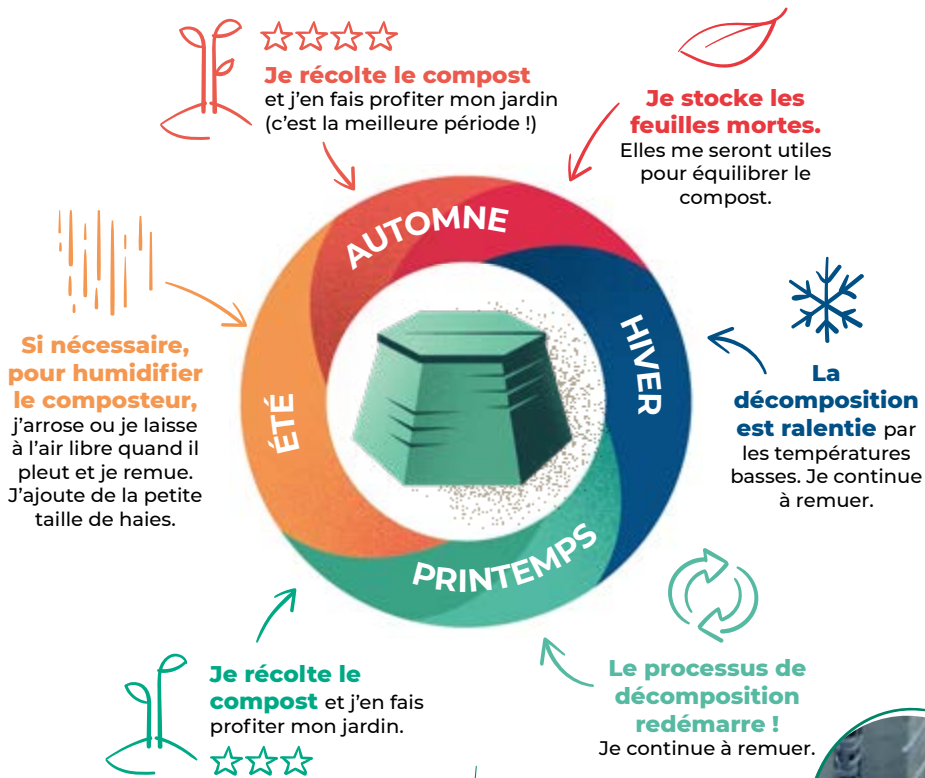 Je récolte le compost
et j'en fais profiter mon jardin
(c'est la meilleure période !)
Je stocke les
feuilles mortes.
Elles me seront utiles
pour équilibrer le
compost.
AUTOMNE
HIVER
La
décomposition
est ralentie par
les températures
basses. Je continue
à remuer.
Si nécessaire,
pour humidifier
le composteur,
j'arrose ou je laisse
à l'air libre quand il
pleut et je remue.
J'ajoute de la petite
taille de haies.
ÉTÉ
PRINTEMPS
Le processus de
décomposition
redémarre !
Je continue à remuer.
Je récolte le
compost et j'en fais
profiter mon jardin.